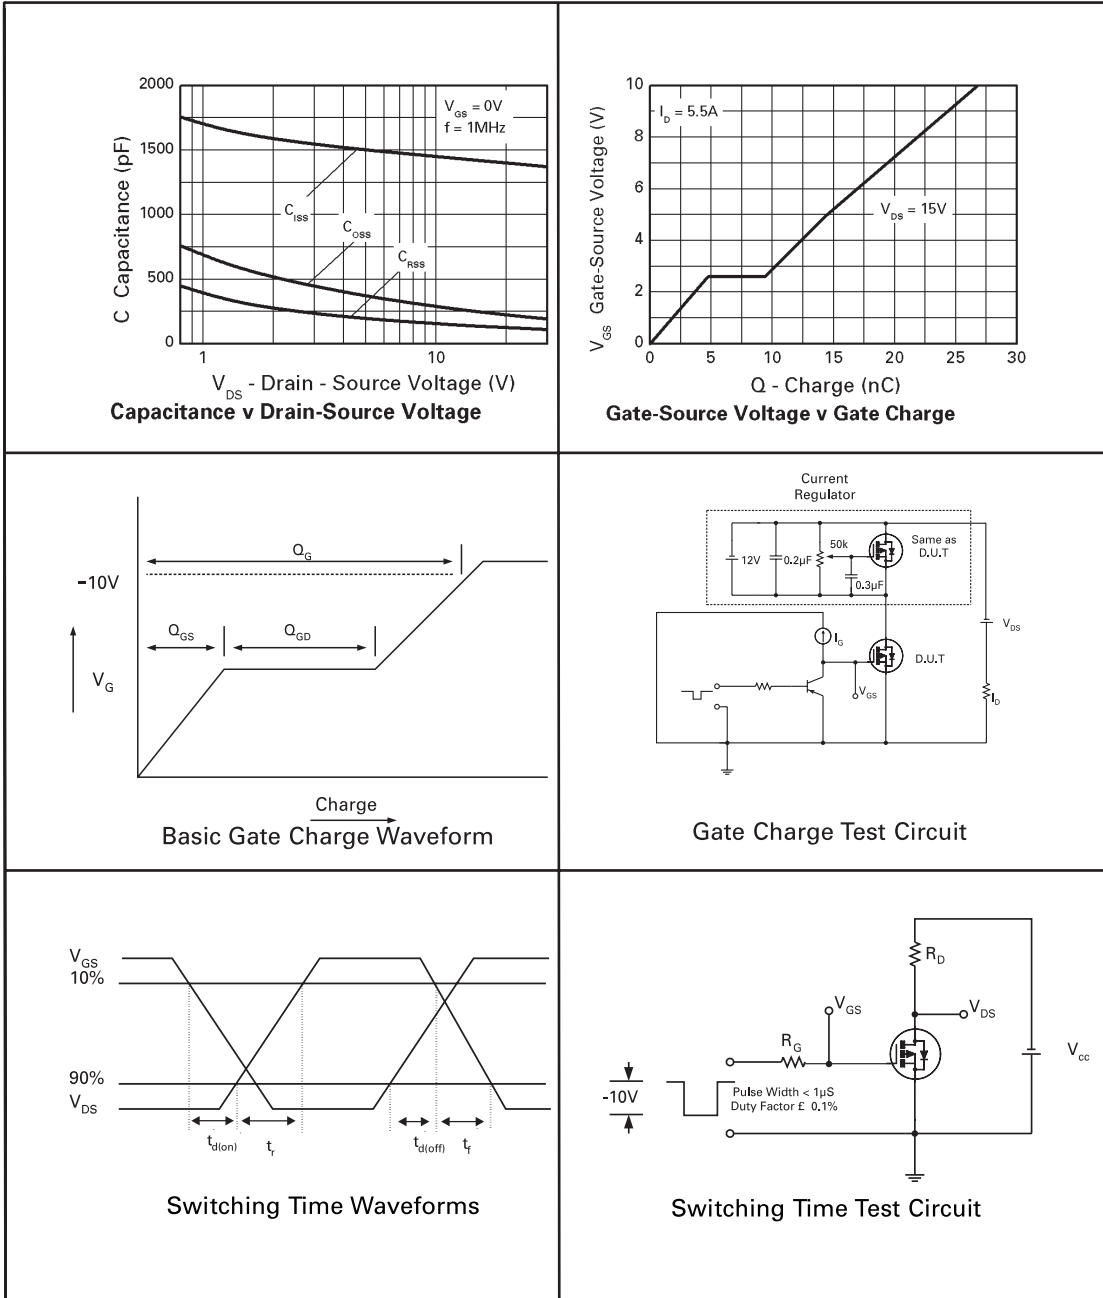 2000
1500
1000
500
0
C Capacitance (pF)
V_GS = 0V
f = 1MHz
C_ISS
C_OSS
C_RSS
1
10
V_DS - Drain - Source Voltage (V)
Capacitance v Drain-Source Voltage
10
8
6
4
2
0
V_GS Gate-Source Voltage (V)
I_D = 5.5A
V_DS = 15V
0 5 10 15 20 25 30
Q - Charge (nC)
Gate-Source Voltage v Gate Charge
Q_G
-10V
Q_GS
Q_GD
V_G
Charge
Basic Gate Charge Waveform
Current
Regulator
12V
0.2µF
50k
0.3µF
Same as
D.U.T
I_G
V_GS
D.U.T
V_DS
I_D
Gate Charge Test Circuit
V_GS
10%
90%
V_DS
t_d(on)
t_r
t_d(off)
t_f
Switching Time Waveforms
R_D
V_GS
V_DS
R_G
V_cc
-10V
Pulse Width < 1µS
Duty Factor £ 0.1%
Switching Time Test Circuit